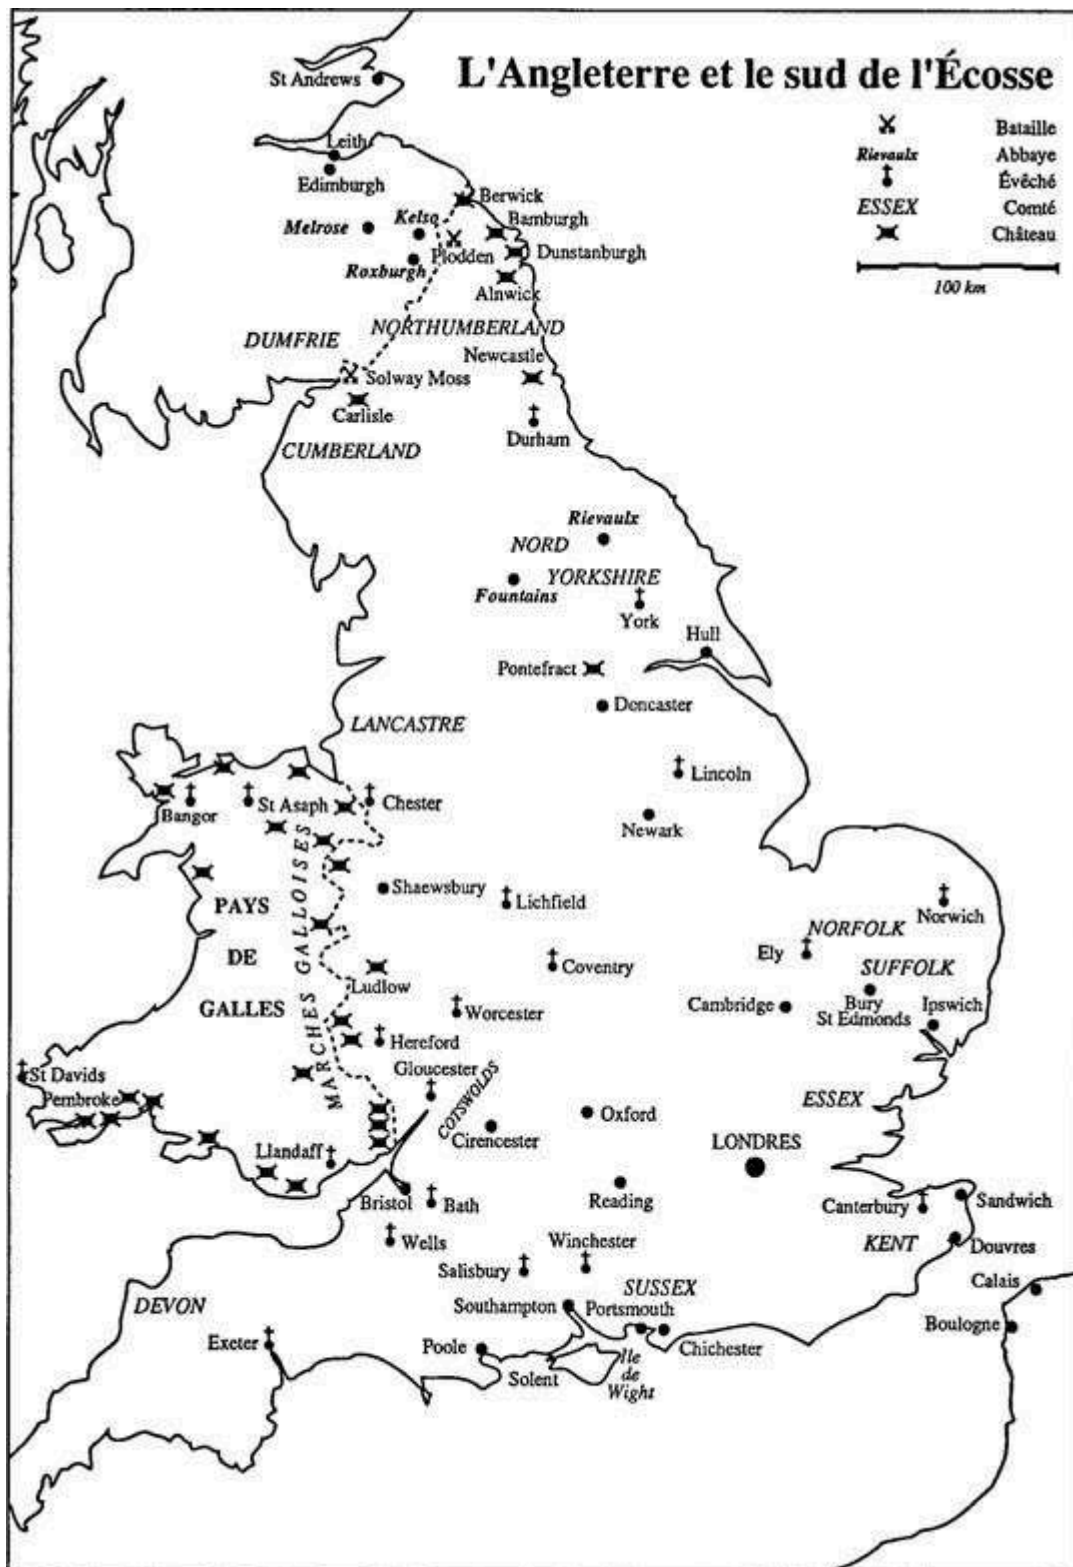 L'Angleterre et le sud de l'Écosse
Bataille
Rievaulx Abbaye
Évêché
ESSEX Comté
Château
100 km
St Andrews
Leith
Edimburgh
Berwick
Kelso
Bamburgh
Melrose
Flodden
Dunstanburgh
Roxburgh
Alnwick
NORTHUMBERLAND
DUMFRIE
Newcastle
Solway Moss
Carlisle
Durham
CUMBERLAND
Rievaulx
NORD
YORKSHIRE
Fountains
York
Hull
Pontefract
Doncaster
LANCASTRE
Lincoln
St Asaph
Chester
Bangor
Newark
MARCHES GALLOISES
Shaewsbury
Lichfield
PAYS
DE
GALLES
Norwich
NORFOLK
Ely
Coventry
SUFFOLK
Ludlow
Cambridge
Bury
St Edmonds
Ipswich
Worcester
Hereford
Gloucester
St Davids
Pembroke
COTSWOLDS
ESSEX
Oxford
Cirencester
LONDRES
Llandaff
Bristol
Bath
Reading
Canterbury
Sandwich
Wells
Winchester
KENT
Douvres
Salisbury
Calais
SUSSEX
DEVON
Southampton
Portsmouth
Boulogne
Exeter
Poole
Chichester
Solent
Ile
de
Wight